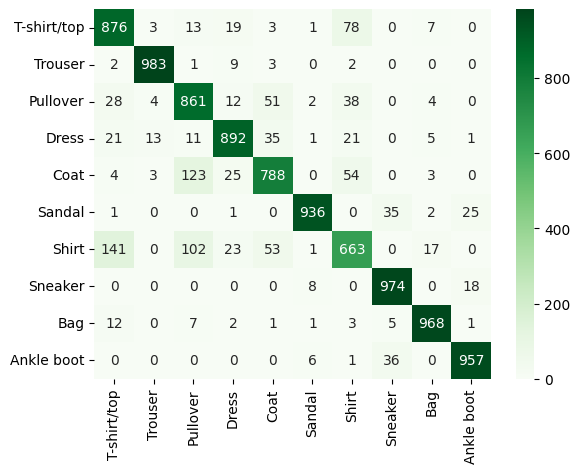 T-shirt/top 876 3 13 19 3 1 78 0 7 0
Trouser 2 983 1 9 3 0 2 0 0 0
Pullover 28 4 861 12 51 2 38 0 4 0
Dress 21 13 11 892 35 1 21 0 5 1
Coat 4 3 123 25 788 0 54 0 3 0
Sandal 1 0 0 1 0 936 0 35 2 25
Shirt 141 0 102 23 53 1 663 0 17 0
Sneaker 0 0 0 0 0 8 0 974 0 18
Bag 12 0 7 2 1 1 3 5 968 1
Ankle boot 0 0 0 0 0 6 1 36 0 957
T-shirt/top Trouser Pullover Dress Coat Sandal Shirt Sneaker Bag Ankle boot
800
600
400
200
0